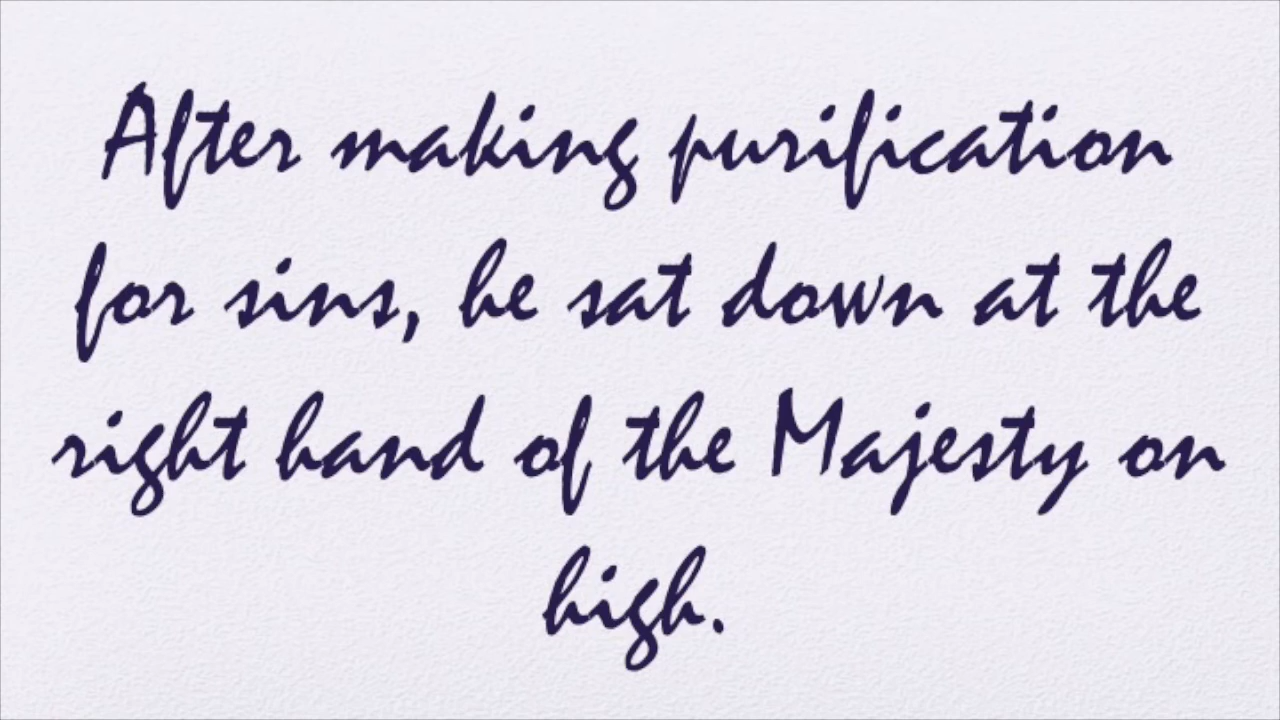 After making purification
for sins, he sat down at the
right hand of the Majesty on
high.